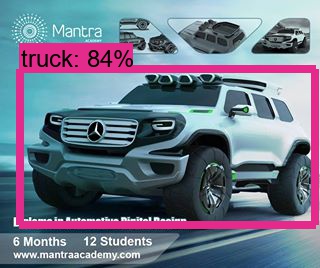 Mantra
ACADEMY
truck: 84%
Diploma in Automotive Digital Design
6 Months 12 Students
www.mantraacademy.com